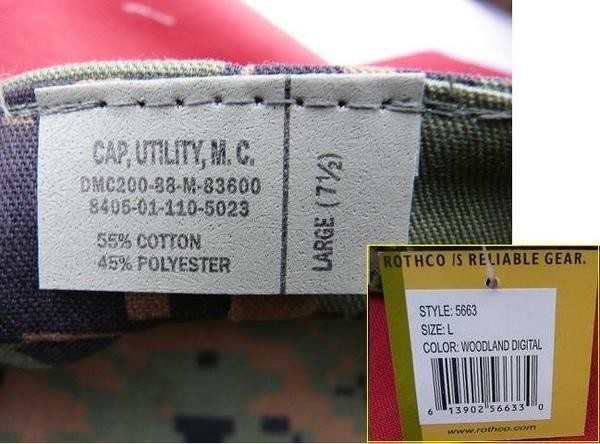 CAP, UTILITY, M. C.
DMC200-88-M-83600
8405-01-110-5023
55% COTTON
45% POLYESTER
LARGE (7½)
ROTHCO IS RELIABLE GEAR.
STYLE: 5663
SIZE: L
COLOR: WOODLAND DIGITAL
6 13902 56633 0
www.rothco.com